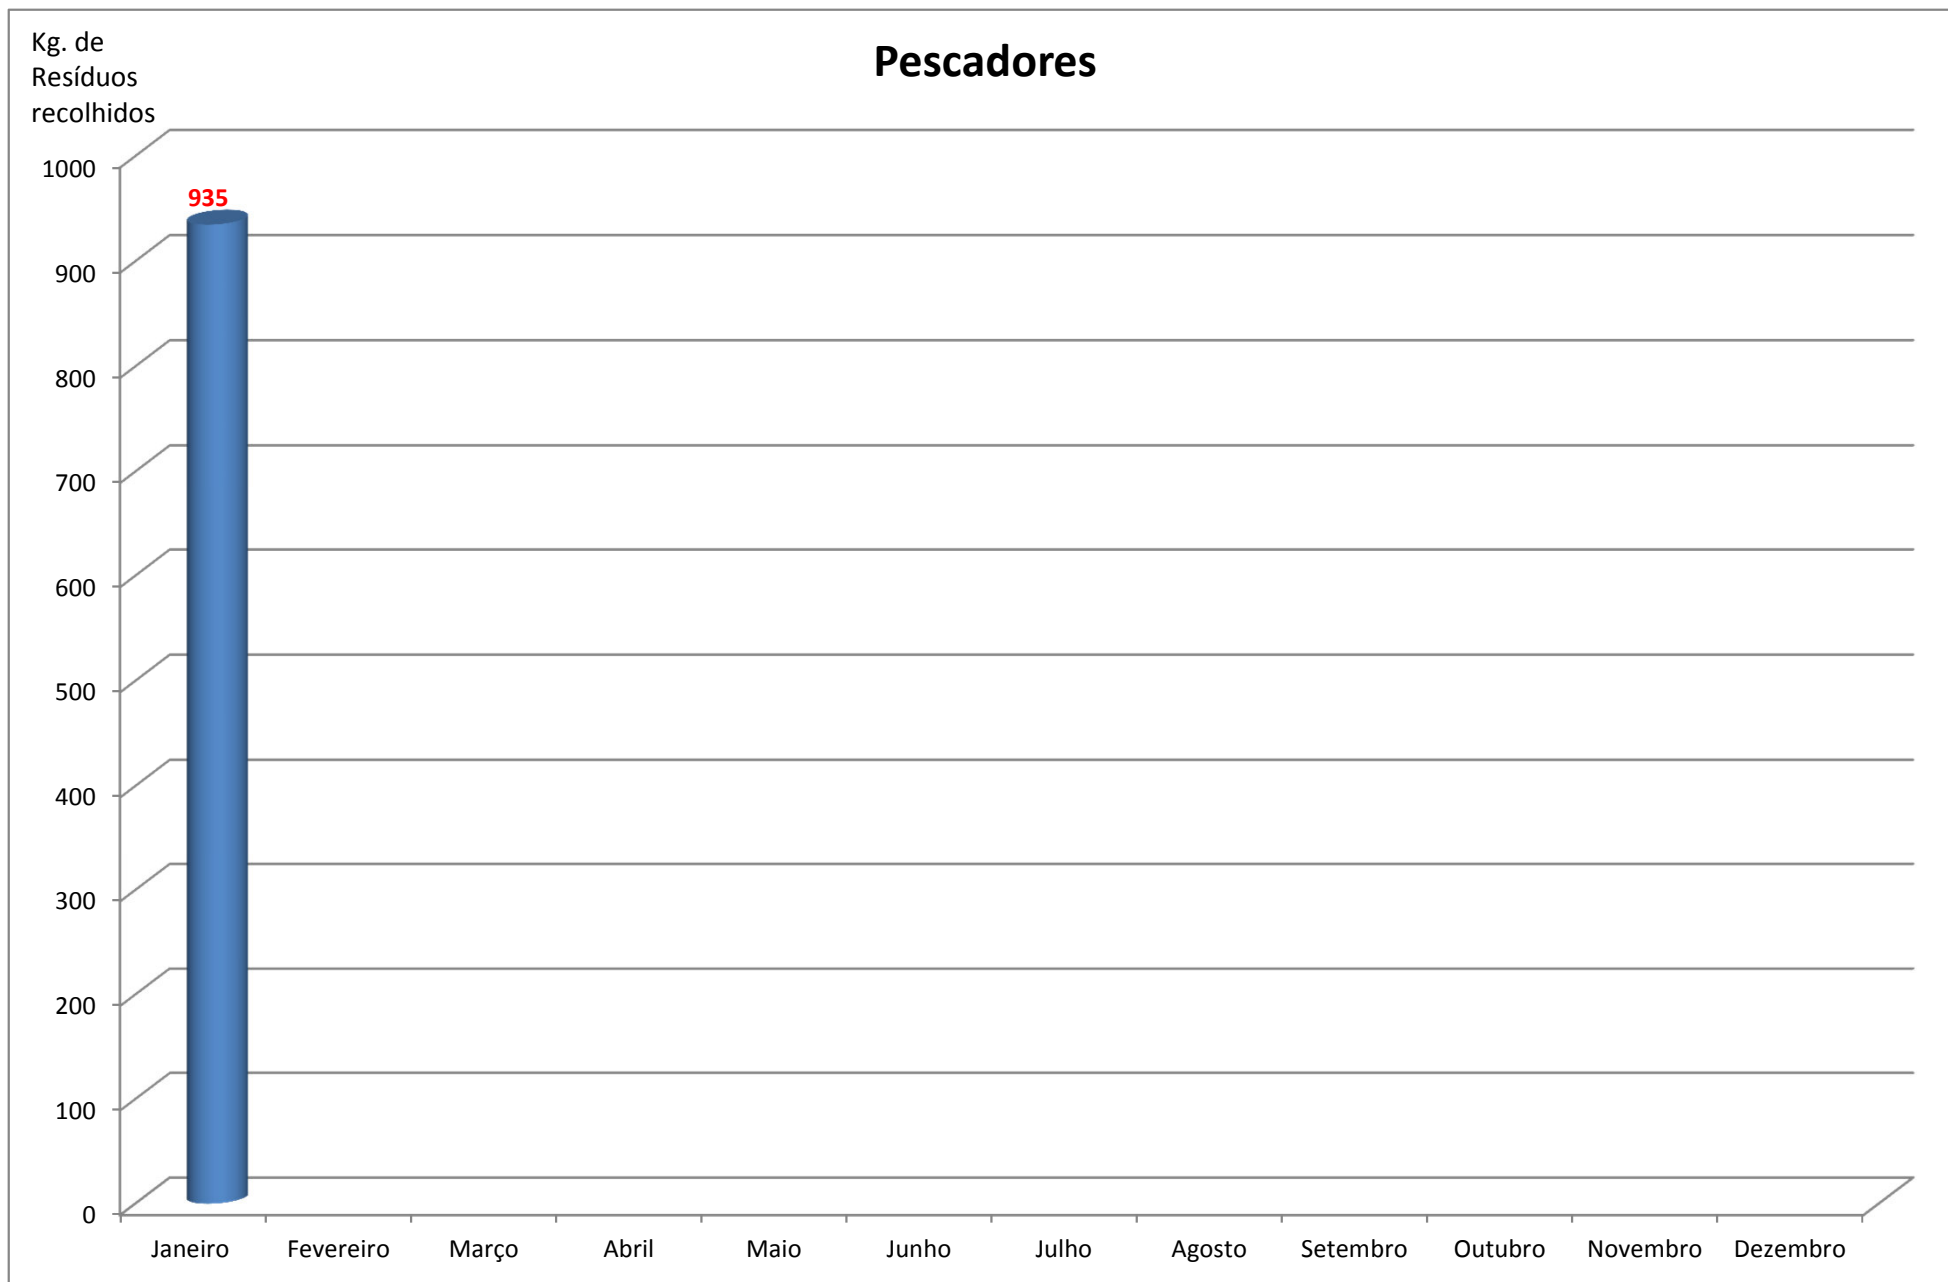 Kg. de
Resíduos
recolhidos
Pescadores
1000
935
900
800
700
600
500
400
300
200
100
0
Janeiro Fevereiro Março Abril Maio Junho Julho Agosto Setembro Outubro Novembro Dezembro